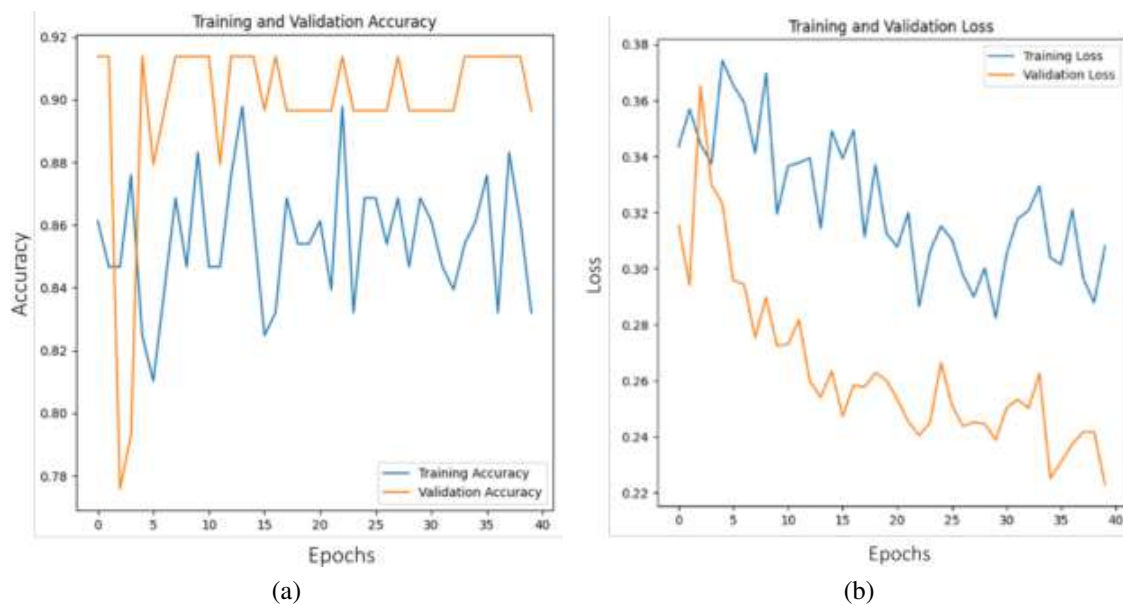 Training and Validation Accuracy
Accuracy
0.92
0.90
0.88
0.86
0.84
0.82
0.80
0.78
Training Accuracy
Validation Accuracy
0 5 10 15 20 25 30 35 40
Epochs
(a)
Training and Validation Loss
Loss
0.38
0.36
0.34
0.32
0.30
0.28
0.26
0.24
0.22
Training Loss
Validation Loss
0 5 10 15 20 25 30 35 40
Epochs
(b)